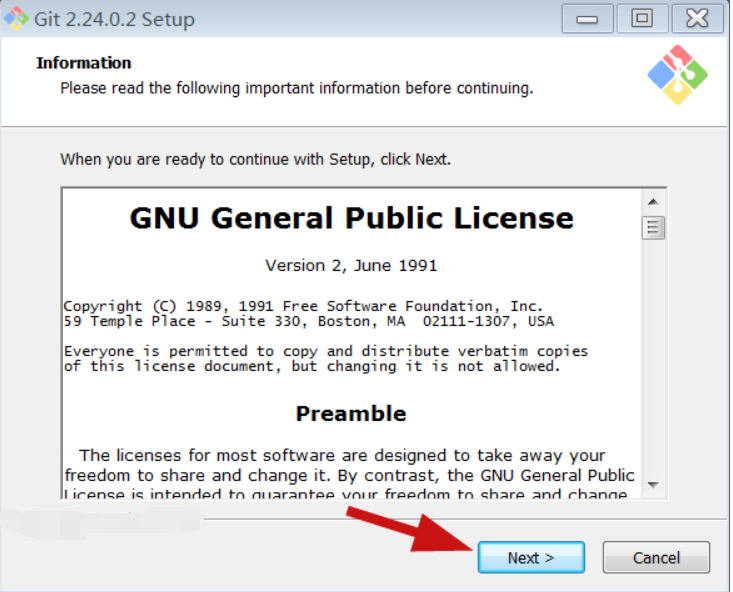 Git 2.24.0.2 Setup
Information
Please read the following important information before continuing.
When you are ready to continue with Setup, click Next.
GNU General Public License
Version 2, June 1991
Copyright (C) 1989, 1991 Free Software Foundation, Inc.
59 Temple Place - Suite 330, Boston, MA  02111-1307, USA
Everyone is permitted to copy and distribute verbatim copies
of this license document, but changing it is not allowed.
Preamble
The licenses for most software are designed to take away your
freedom to share and change it. By contrast, the GNU General Public
License is intended to guarantee your freedom to share and change
Next >
Cancel